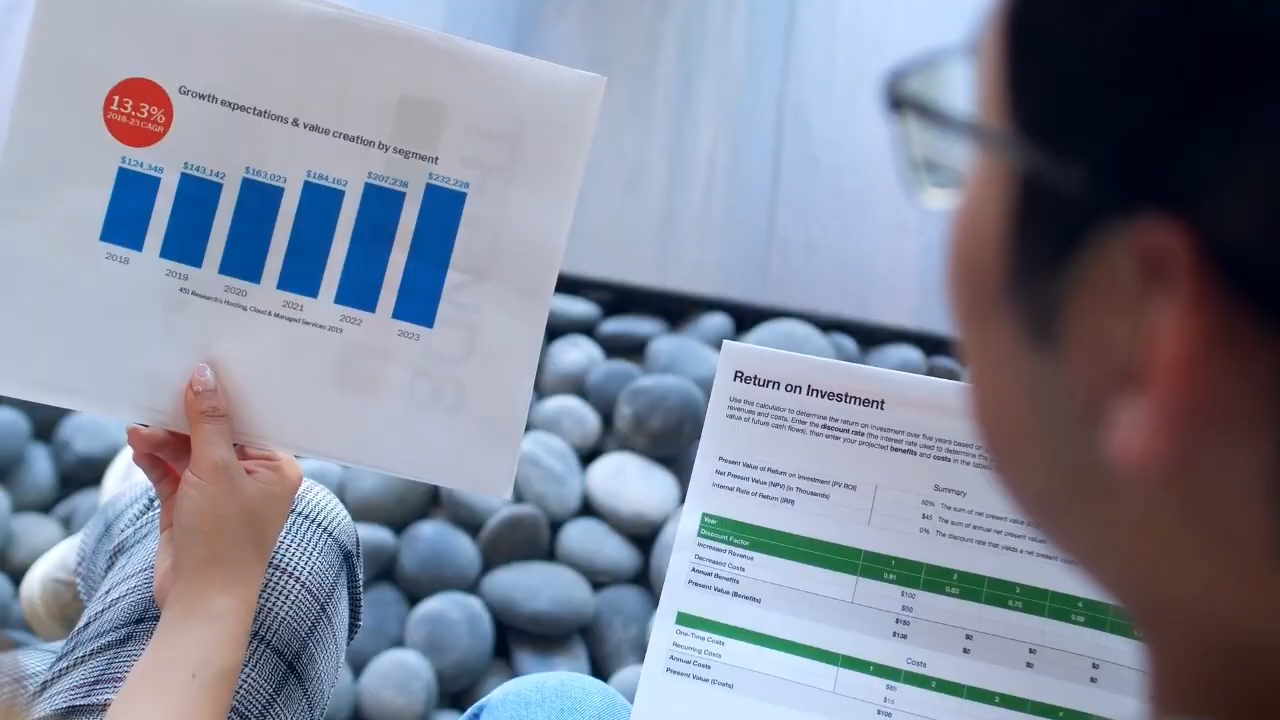 13.3%
2018-23 CAGR
Growth expectations & value creation by segment
$124,348
$143,142
$163,023
$184,162
$207,238
$232,228
2018
2019
2020
2021
2022
2023
451 Research's Hosting, Cloud & Managed Services 2019
Return on Investment
Use this calculator to determine the return on investment over five years based on
revenues and costs. Enter the discount rate (the interest rate used to determine the
value of future cash flows), then enter your projected benefits and costs in the table
Summary
Present Value of Return on Investment (PV ROI) 50% The sum of net present value
Net Present Value (NPV) (in Thousands) $45 The sum of annual net present values
Internal Rate of Return (IRR) 0% The discount rate that yields a net present
Year 1 2 3 4
Discount Factor 0.91 0.83 0.75 0.68
Increased Revenue $100
Decreased Costs $50
Annual Benefits $150 $0 $0 $0
Present Value (Benefits) $136 $0 $0 $0
Costs
1 2 3 4
One-Time Costs $85
Recurring Costs $15
Annual Costs $100
Present Value (Costs)